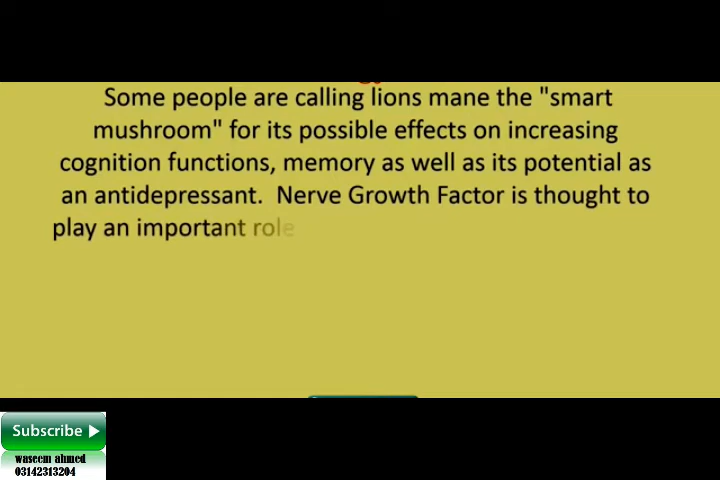 Some people are calling lions mane the "smart
mushroom" for its possible effects on increasing
cognition functions, memory as well as its potential as
an antidepressant.  Nerve Growth Factor is thought to
play an important role
Subscribe
waseem ahmed
03142313204